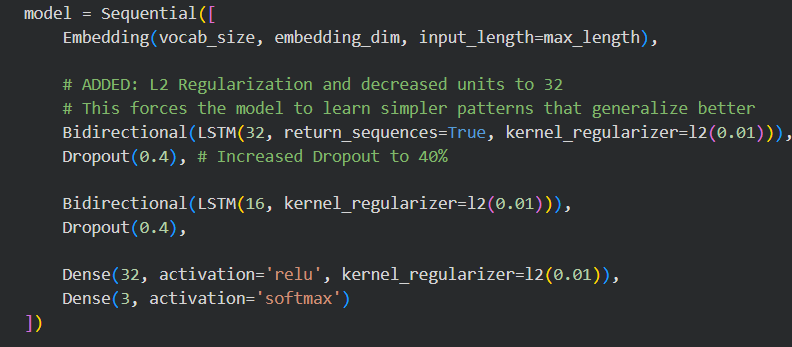 model = Sequential([
    Embedding(vocab_size, embedding_dim, input_length=max_length),
    # ADDED: L2 Regularization and decreased units to 32
    # This forces the model to learn simpler patterns that generalize better
    Bidirectional(LSTM(32, return_sequences=True, kernel_regularizer=l2(0.01))),
    Dropout(0.4), # Increased Dropout to 40%
    Bidirectional(LSTM(16, kernel_regularizer=l2(0.01))),
    Dropout(0.4),
    Dense(32, activation='relu', kernel_regularizer=l2(0.01)),
    Dense(3, activation='softmax')
])